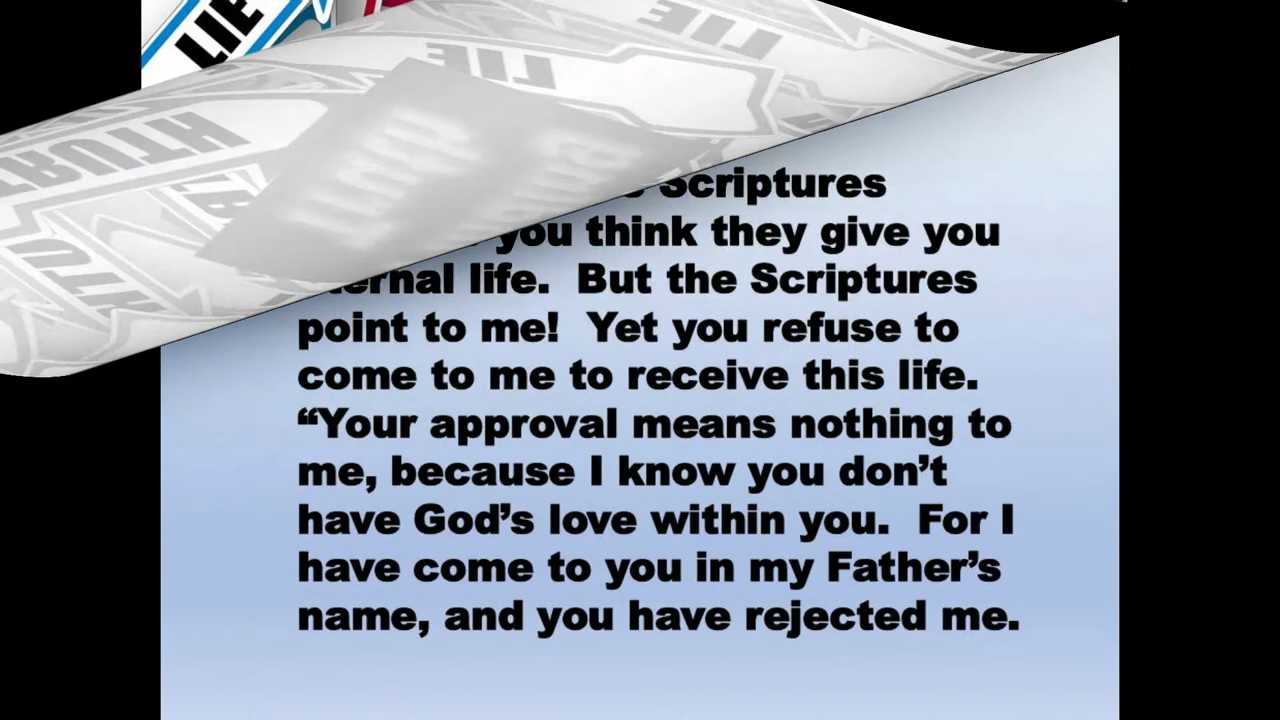 LIE
LIE
LIE
TRUTH
Scriptures
you think they give you
life. But the Scriptures
point to me! Yet you refuse to
come to me to receive this life.
“Your approval means nothing to
me, because I know you don’t
have God’s love within you. For I
have come to you in my Father’s
name, and you have rejected me.